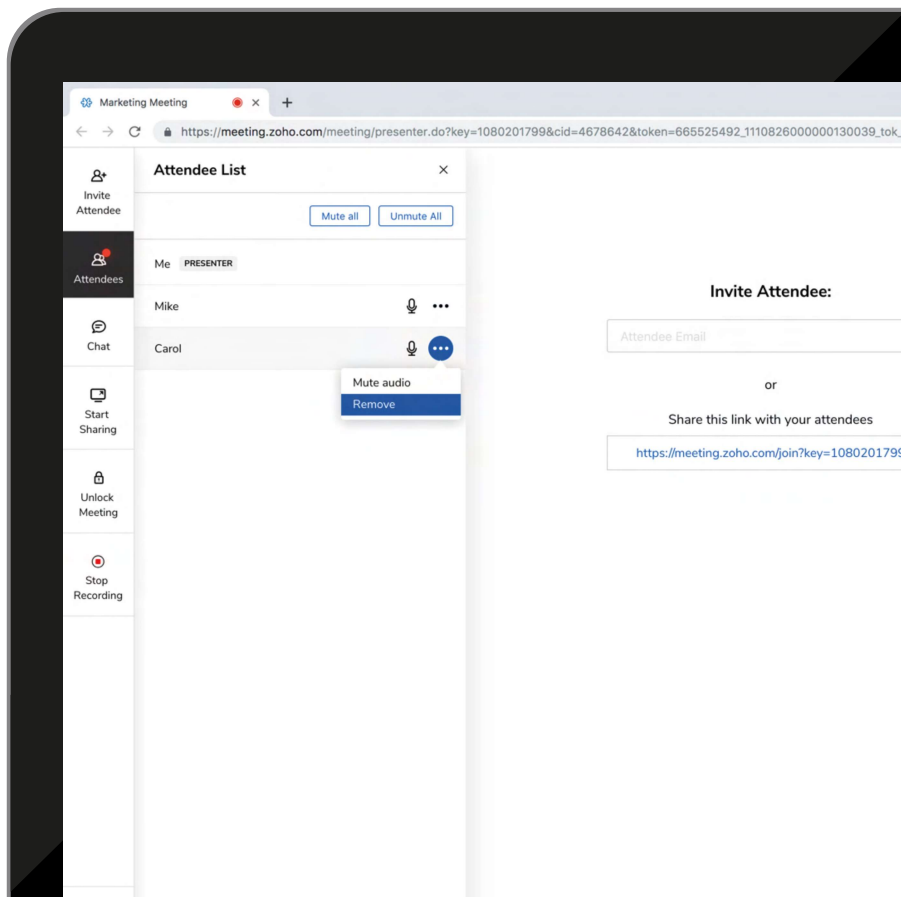 Marketing Meeting
https://meeting.zoho.com/meeting/presenter.do?key=1080201799&cid=4678642&token=665525492_1110826000000130039_tok_
Invite
Attendee
Attendees
Chat
Start
Sharing
Unlock
Meeting
Stop
Recording
Attendee List
Mute all
Unmute All
Me PRESENTER
Mike
Carol
Mute audio
Remove
Invite Attendee:
Attendee Email
or
Share this link with your attendees
https://meeting.zoho.com/join?key=1080201799